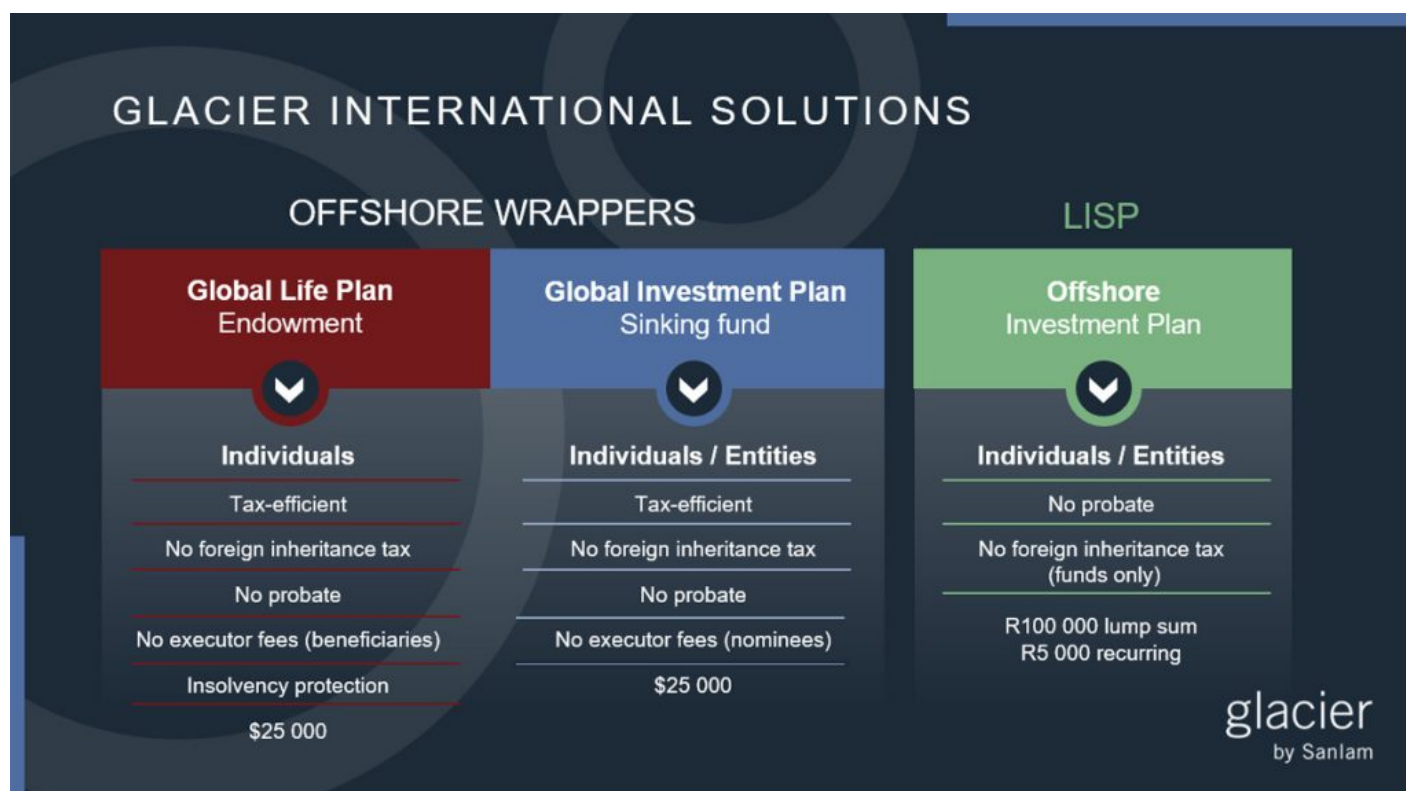 GLACIER INTERNATIONAL SOLUTIONS
OFFSHORE WRAPPERS
Global Life Plan
Endowment
Individuals
Tax-efficient
No foreign inheritance tax
No probate
No executor fees (beneficiaries)
Insolvency protection
$25 000
Global Investment Plan
Sinking fund
Individuals / Entities
Tax-efficient
No foreign inheritance tax
No probate
No executor fees (nominees)
$25 000
LISP
Offshore
Investment Plan
Individuals / Entities
No probate
No foreign inheritance tax
(funds only)
R100 000 lump sum
R5 000 recurring
glacier
by Sanlam